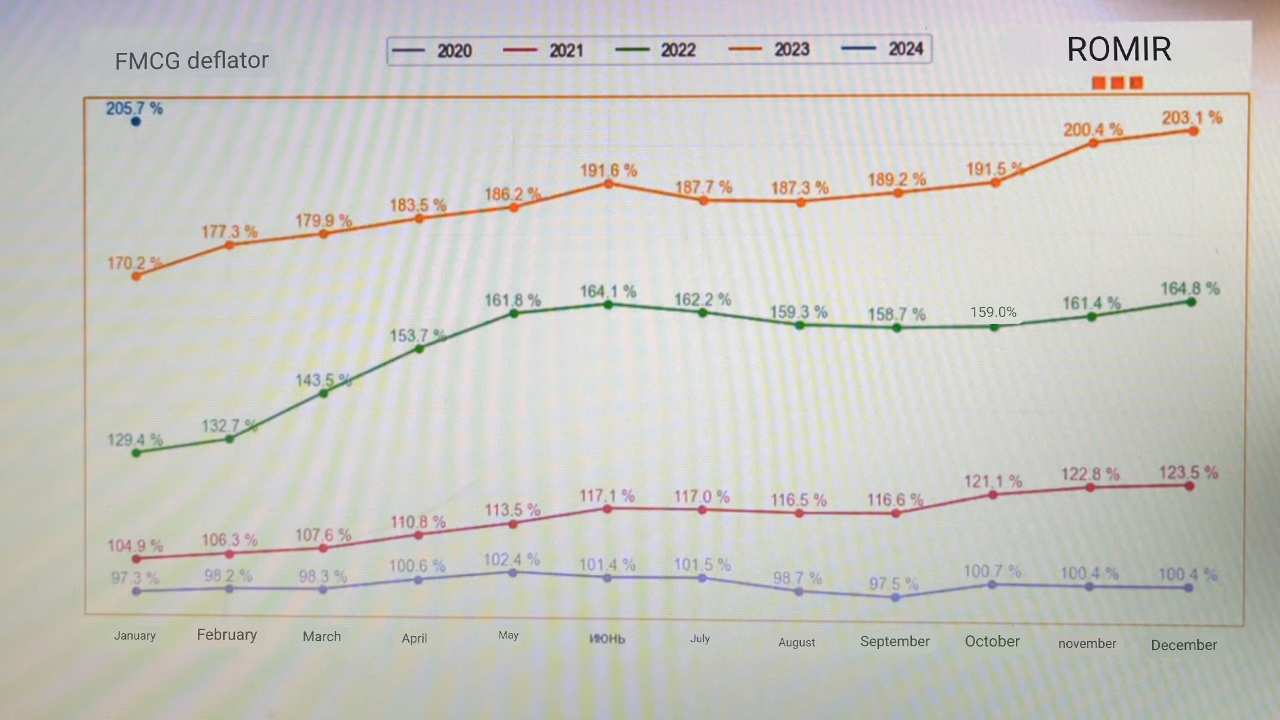 FMCG deflator
2020 2021 2022 2023 2024
ROMIR
205.7 %
170.2 % 177.3 % 179.9 % 183.5 % 186.2 % 191.6 % 187.7 % 187.3 % 189.2 % 191.5 % 200.4 % 203.1 %
129.4 % 132.7 % 143.5 % 153.7 % 161.8 % 164.1 % 162.2 % 159.3 % 158.7 % 159.0% 161.4 % 164.8 %
104.9 % 106.3 % 107.6 % 110.8 % 113.5 % 117.1 % 117.0 % 116.5 % 116.6 % 121.1 % 122.8 % 123.5 %
97.3 % 98.2 % 98.3 % 100.6 % 102.4 % 101.4 % 101.5 % 98.7 % 97.5 % 100.7 % 100.4 % 100.4 %
January February March April May ИЮНЬ July August September October november December